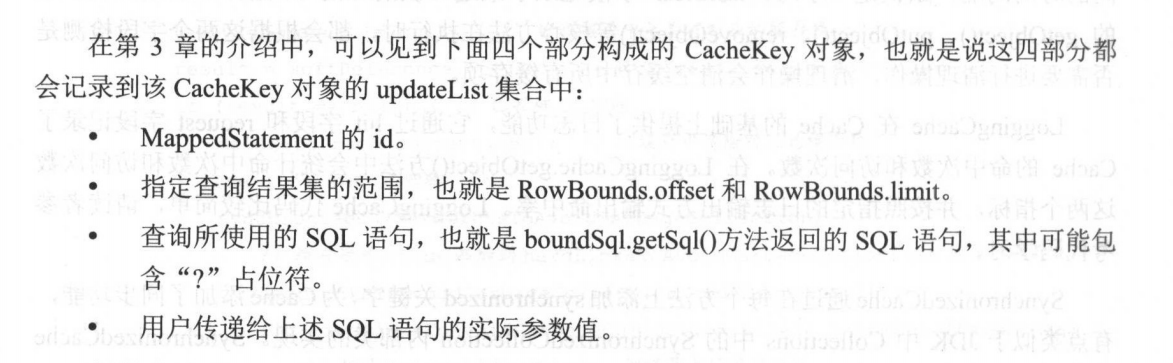 在第 3 章的介绍中，可以见到下面四个部分构成的 CacheKey 对象，也就是说这四部分都
会记录到该 CacheKey 对象的 updateList 集合中：
• MappedStatement 的 id。
• 指定查询结果集的范围，也就是 RowBounds.offset 和 RowBounds.limit。
• 查询所使用的 SQL 语句，也就是 boundSql.getSql()方法返回的 SQL 语句，其中可能包
含“?”占位符。
• 用户传递给上述 SQL 语句的实际参数值。